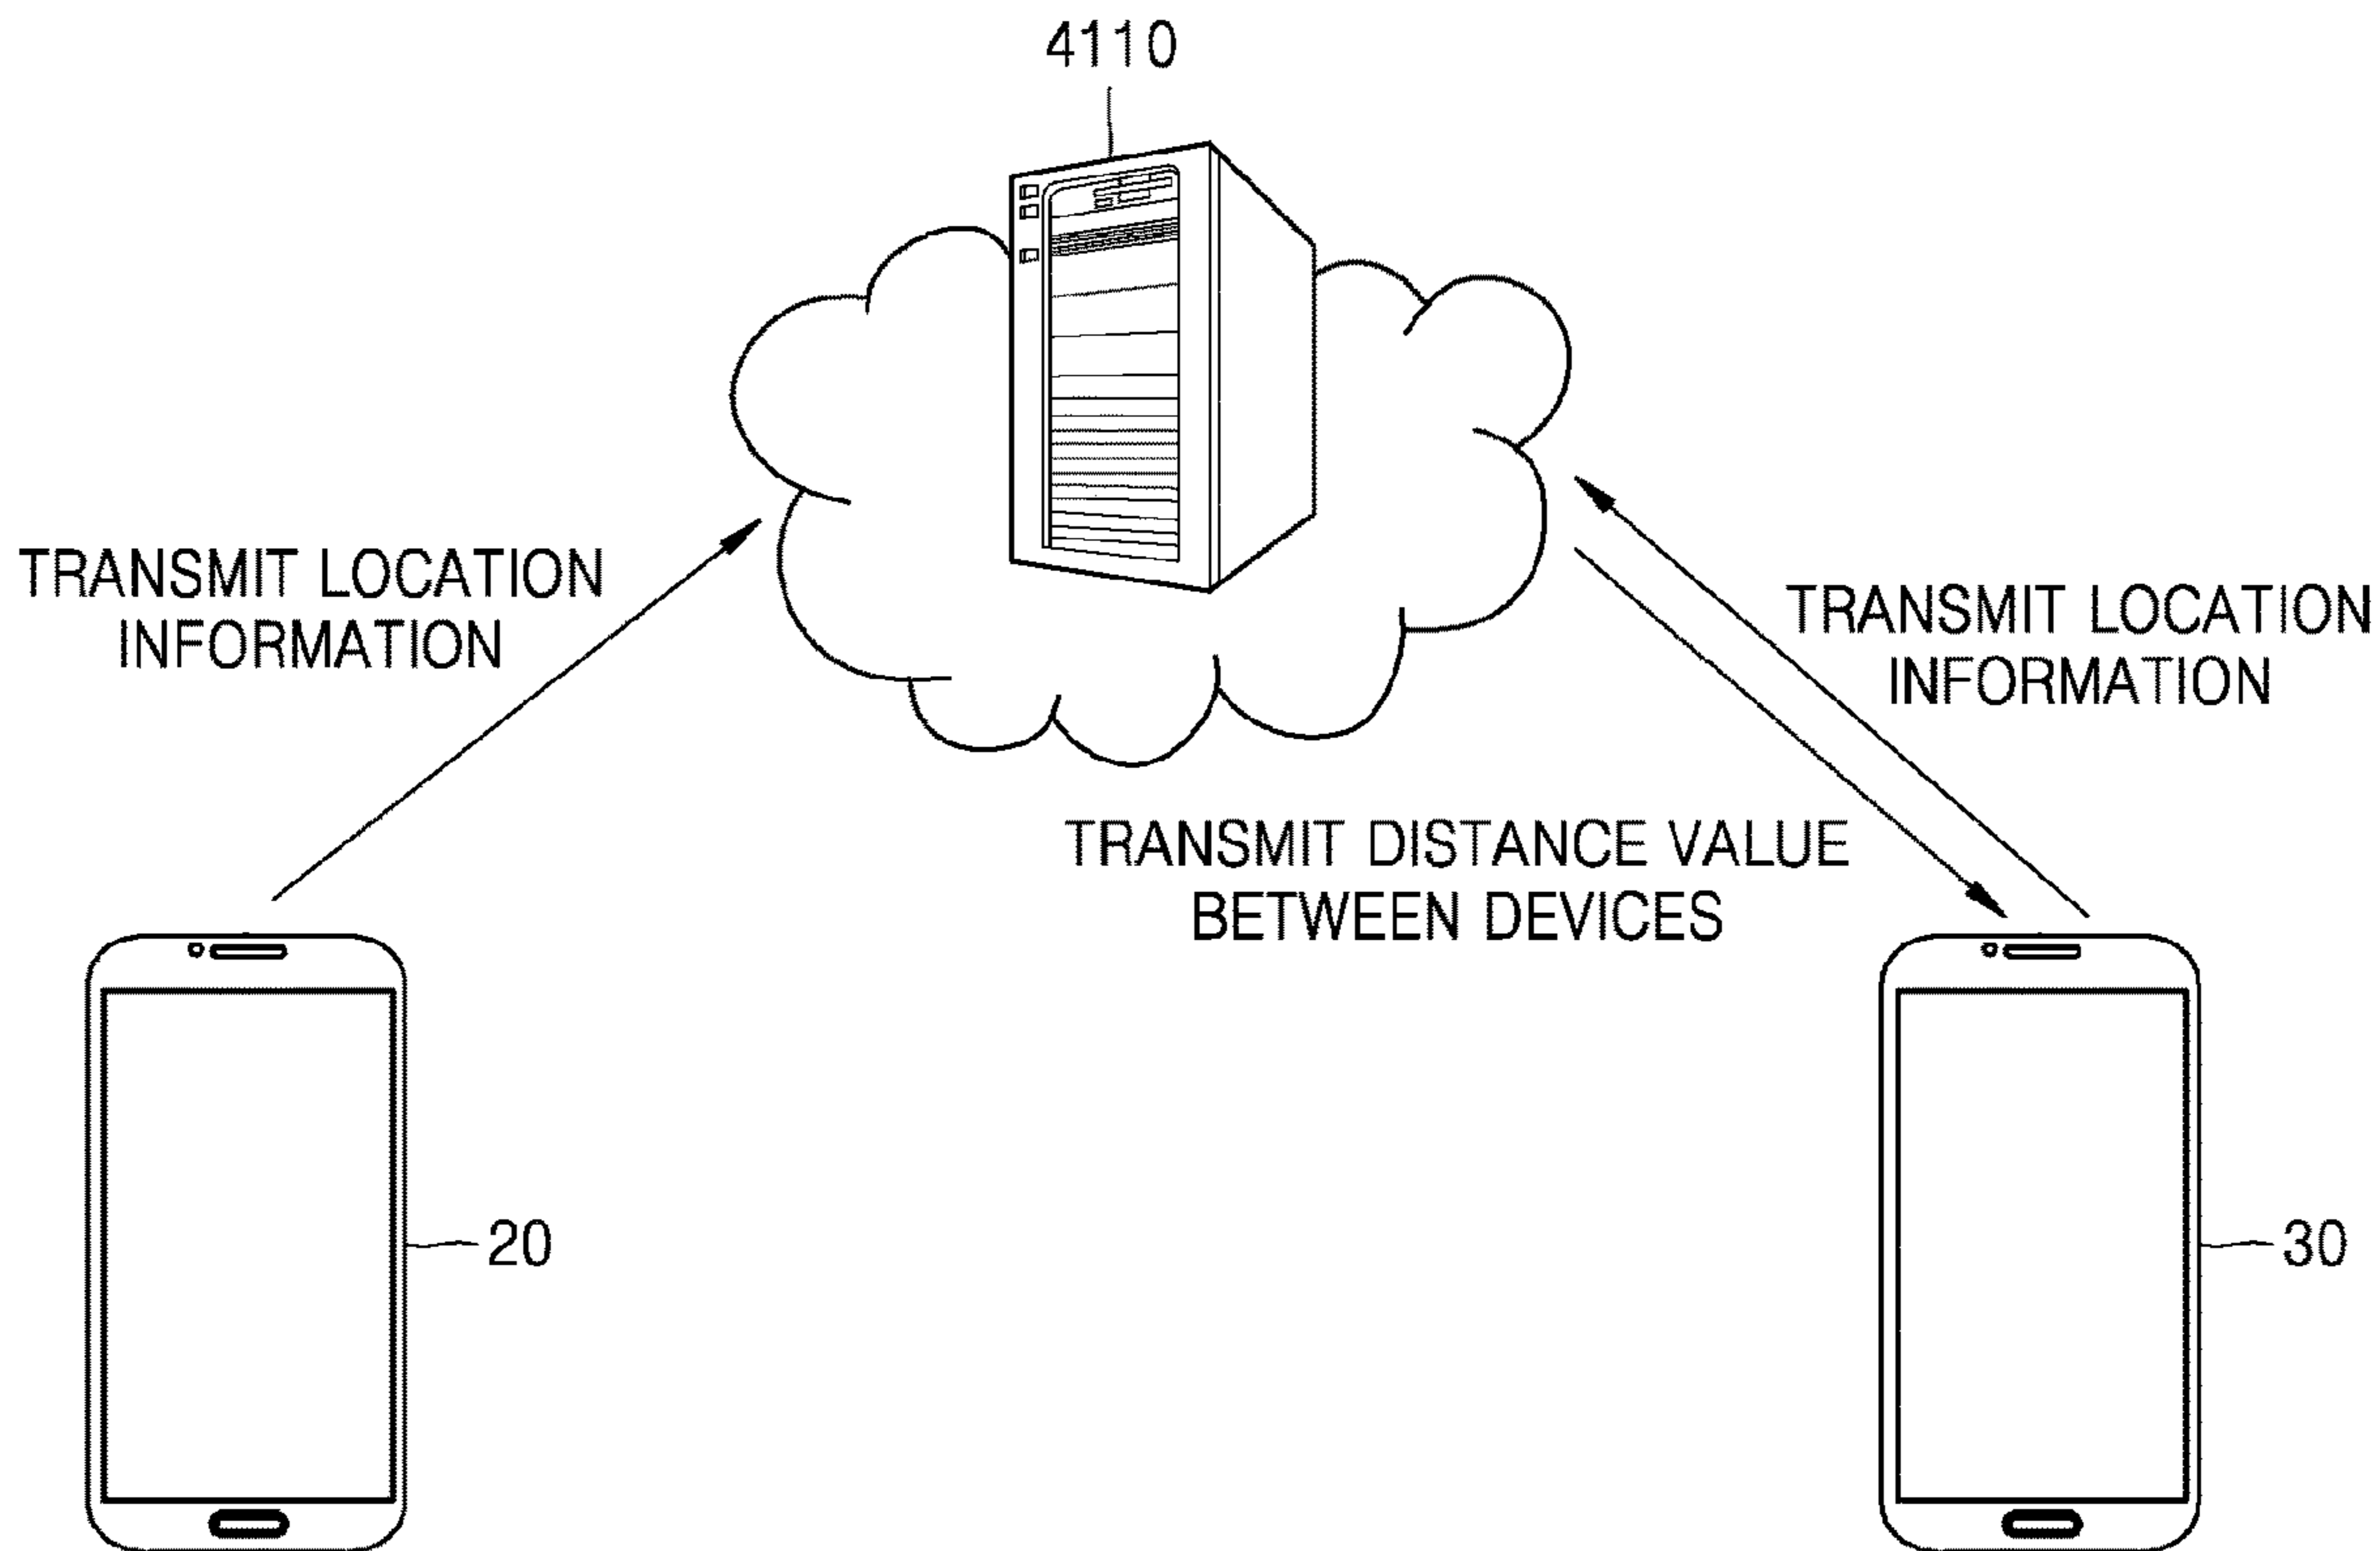 4110
TRANSMIT LOCATION
INFORMATION
TRANSMIT LOCATION
INFORMATION
TRANSMIT DISTANCE VALUE
BETWEEN DEVICES
20
30